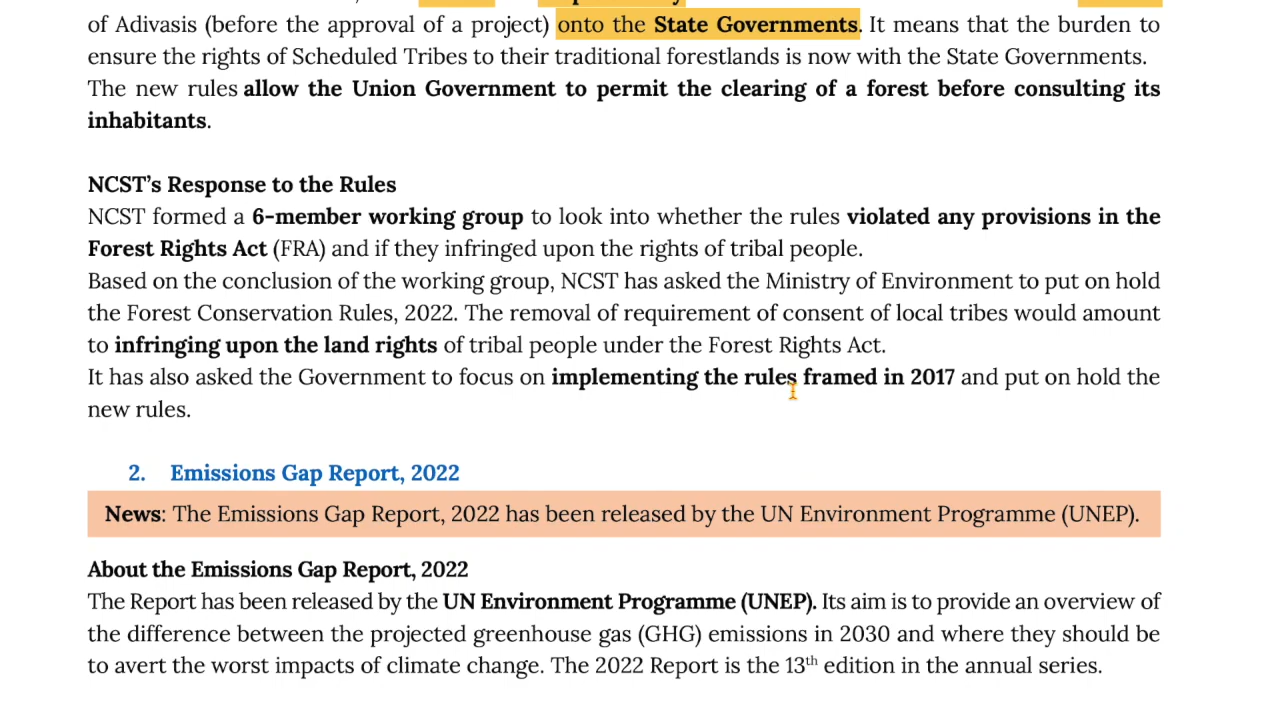 of Adivasis (before the approval of a project) onto the State Governments. It means that the burden to
ensure the rights of Scheduled Tribes to their traditional forestlands is now with the State Governments.
The new rules allow the Union Government to permit the clearing of a forest before consulting its
inhabitants.
NCST’s Response to the Rules
NCST formed a 6-member working group to look into whether the rules violated any provisions in the
Forest Rights Act (FRA) and if they infringed upon the rights of tribal people.
Based on the conclusion of the working group, NCST has asked the Ministry of Environment to put on hold
the Forest Conservation Rules, 2022. The removal of requirement of consent of local tribes would amount
to infringing upon the land rights of tribal people under the Forest Rights Act.
It has also asked the Government to focus on implementing the rules framed in 2017 and put on hold the
new rules.
2. Emissions Gap Report, 2022
News: The Emissions Gap Report, 2022 has been released by the UN Environment Programme (UNEP).
About the Emissions Gap Report, 2022
The Report has been released by the UN Environment Programme (UNEP). Its aim is to provide an overview of
the difference between the projected greenhouse gas (GHG) emissions in 2030 and where they should be
to avert the worst impacts of climate change. The 2022 Report is the 13th edition in the annual series.